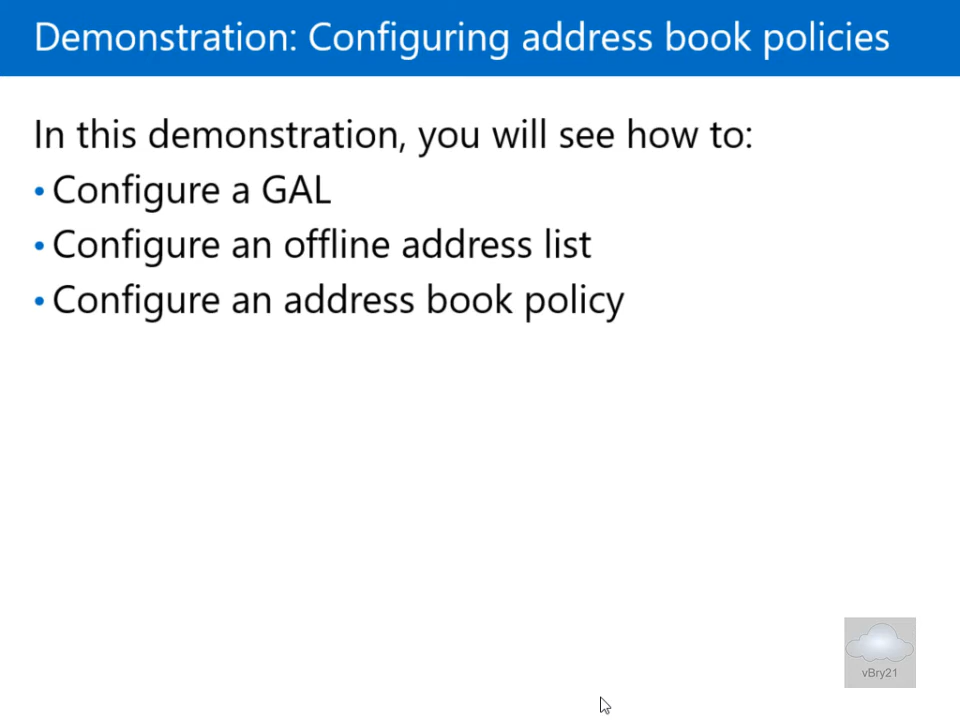 Demonstration: Configuring address book policies
In this demonstration, you will see how to:
• Configure a GAL
• Configure an offline address list
• Configure an address book policy
vBry21